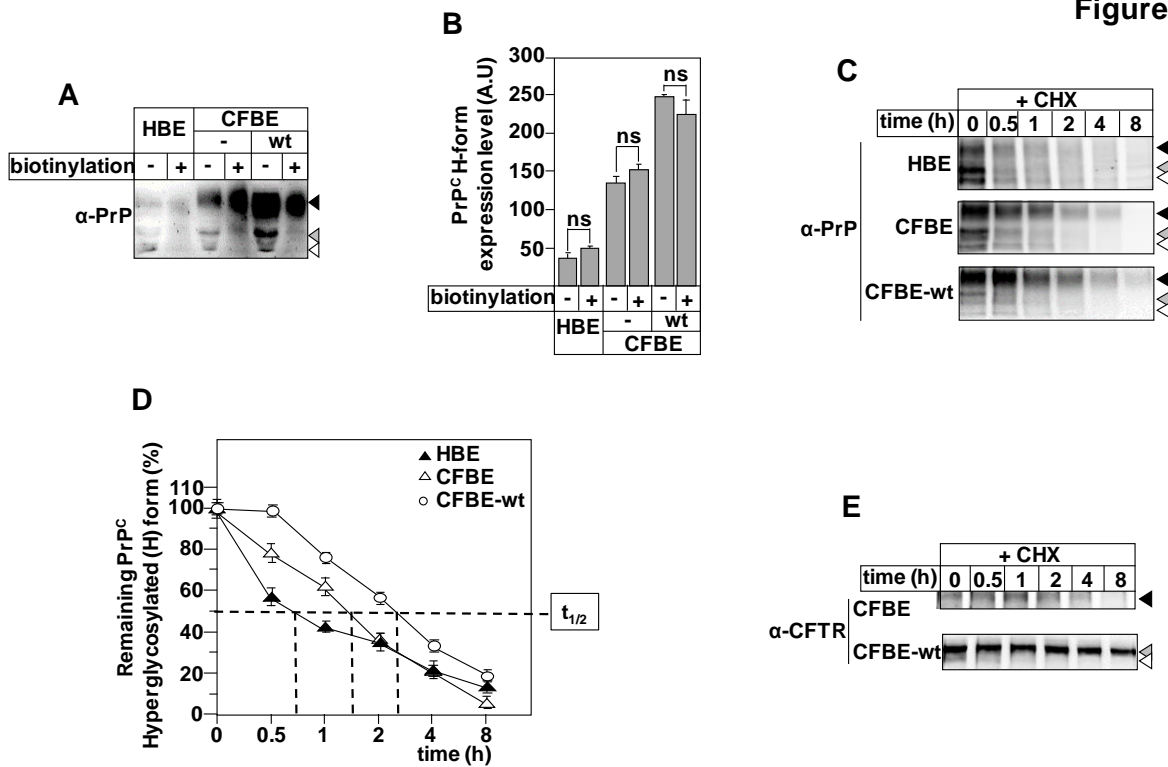 Figure
A
HBE CFBE
- wt
biotinylation - + - + - +
α-PrP
B
PrPᶜ H-form
expression level (A.U)
300
250
200
150
100
50
ns
ns
ns
biotinylation - + - + - +
HBE - wt
CFBE
C
+ CHX
time (h) 0 0.5 1 2 4 8
HBE
α-PrP CFBE
CFBE-wt
D
Remaining PrPᶜ
Hyperglycosylated (H) form (%)
110
100
80
60
40
20
0
HBE
CFBE
CFBE-wt
t1/2
0 0.5 1 2 4 8
time (h)
E
+ CHX
time (h) 0 0.5 1 2 4 8
CFBE
α-CFTR
CFBE-wt